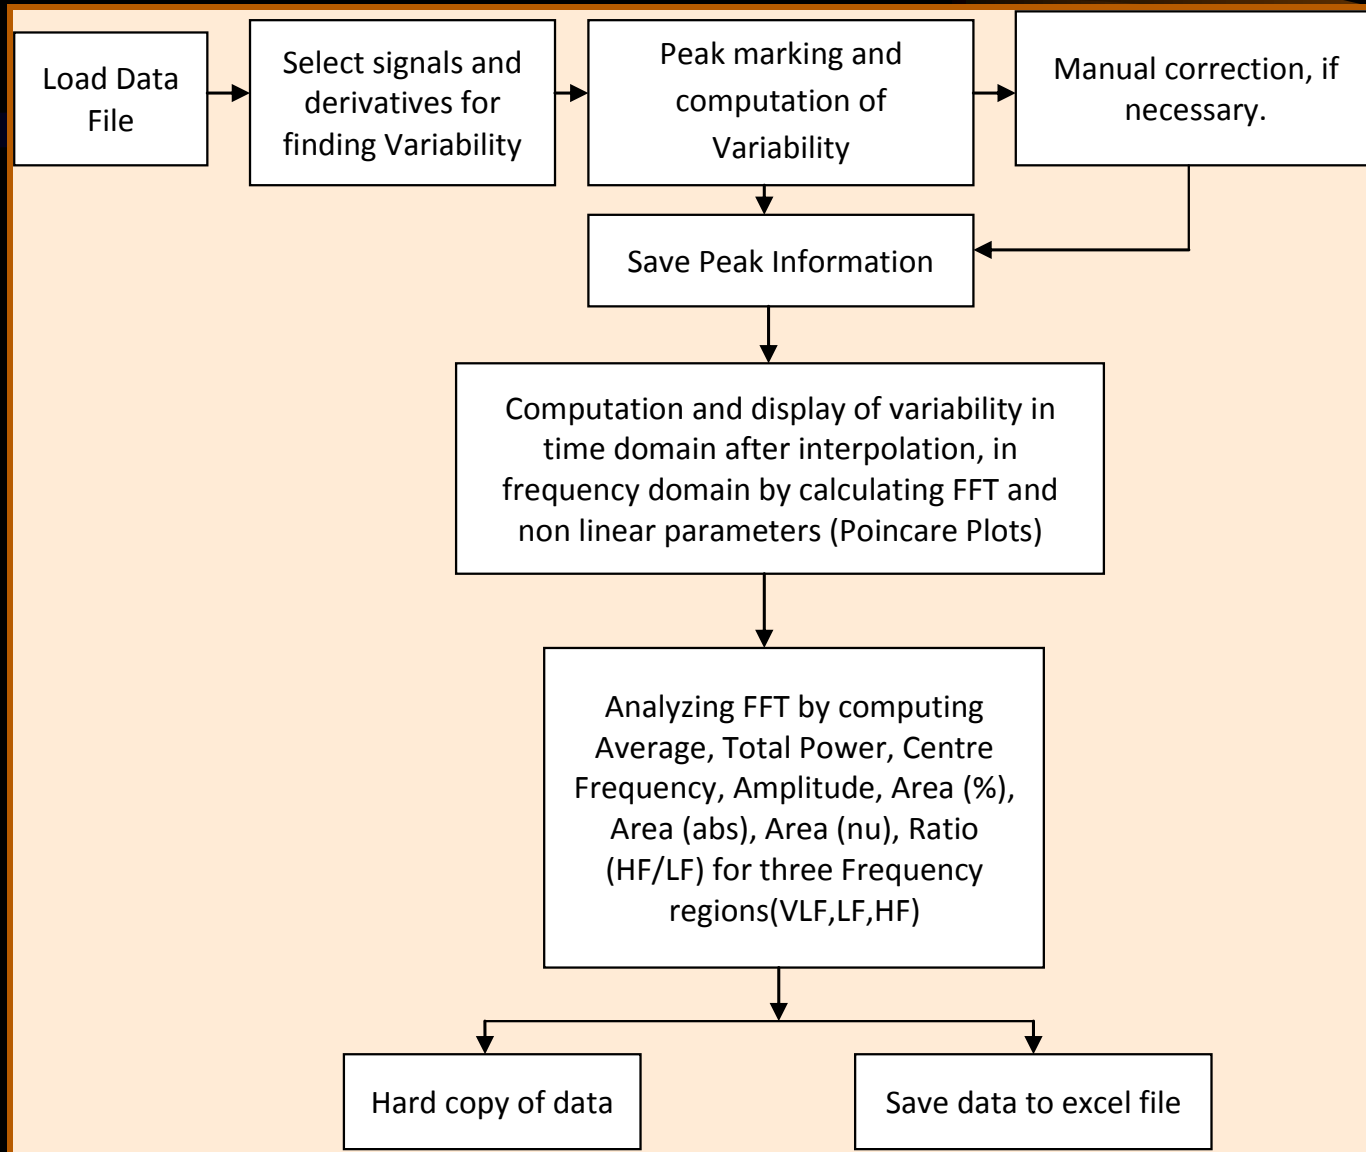 Load Data
File
Select signals and
derivatives for
finding Variability
Peak marking and
computation of
Variability
Manual correction, if
necessary.
Save Peak Information
Computation and display of variability in
time domain after interpolation, in
frequency domain by calculating FFT and
non linear parameters (Poincare Plots)
Analyzing FFT by computing
Average, Total Power, Centre
Frequency, Amplitude, Area (%),
Area (abs), Area (nu), Ratio
(HF/LF) for three Frequency
regions(VLF,LF,HF)
Hard copy of data
Save data to excel file